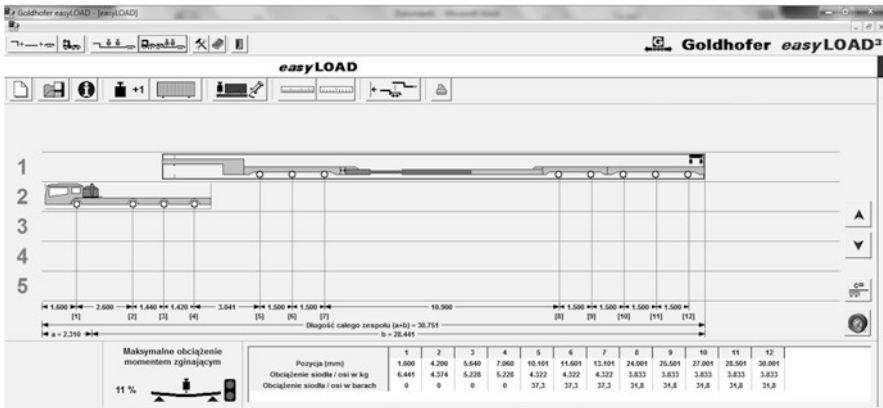 Goldhofer easyLOAD - [easyLOAD]
G Goldhofer easyLOAD³
easyLOAD
+1
1
2
3
4
5
1.600 2.600 1.440 1.420 3.041 1.500 1.500 10.900 1.500 1.500 1.500 1.500
[1] [2] [3] [4] [5] [6] [7] [8] [9] [10] [11] [12]
Długość całego zespołu (a+b) = 30.751
a = 2.310 b = 28.441
Maksymalne obciążenie
momentem zginającym
11 %
1 2 3 4 5 6 7 8 9 10 11 12
Pozycja (mm) 1.600 4.200 5.640 7.060 10.101 11.601 13.101 24.001 25.501 27.001 28.501 30.001
Obciążenie siodła / osi w kg 6.441 4.374 5.228 5.228 4.322 4.322 4.322 3.833 3.833 3.833 3.833 3.833
Obciążenie siodła / osi w barach 0 0 0 0 37,3 37,3 37,3 31,8 31,8 31,8 31,8 31,8